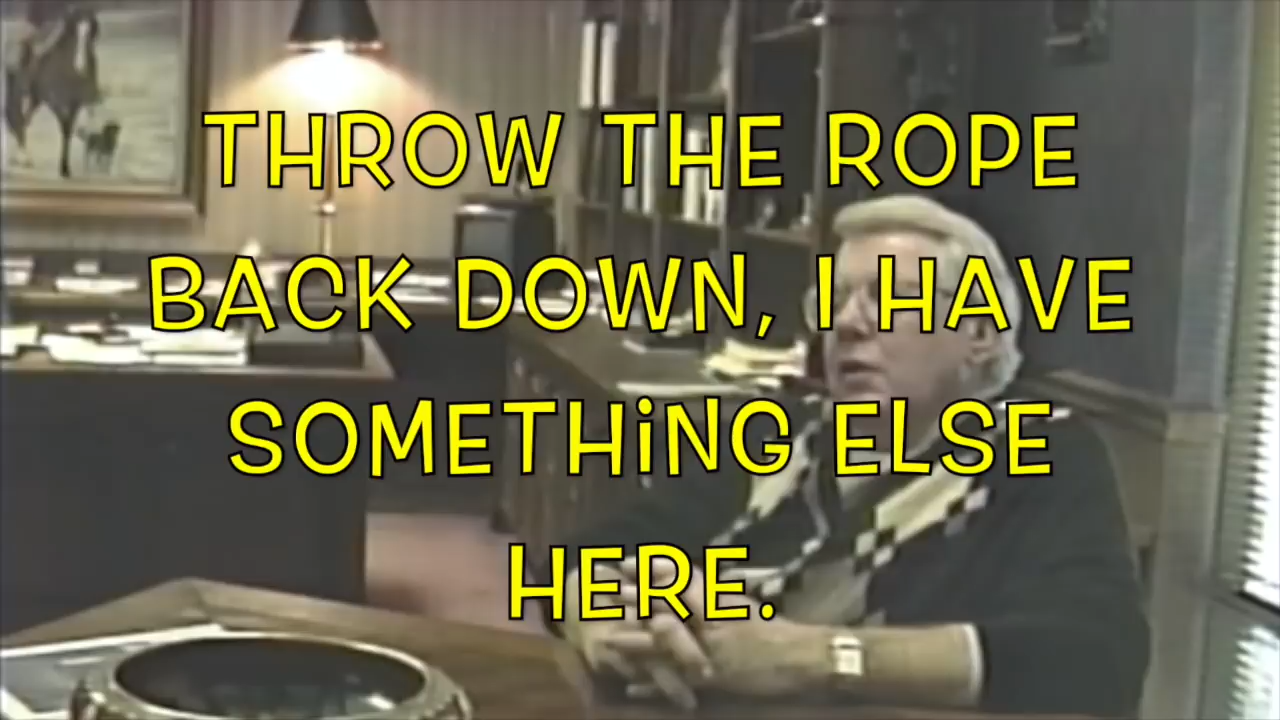 THROW THE ROPE
BACK DOWN, I HAVE
SOMETHiNG ELSE
HERE.